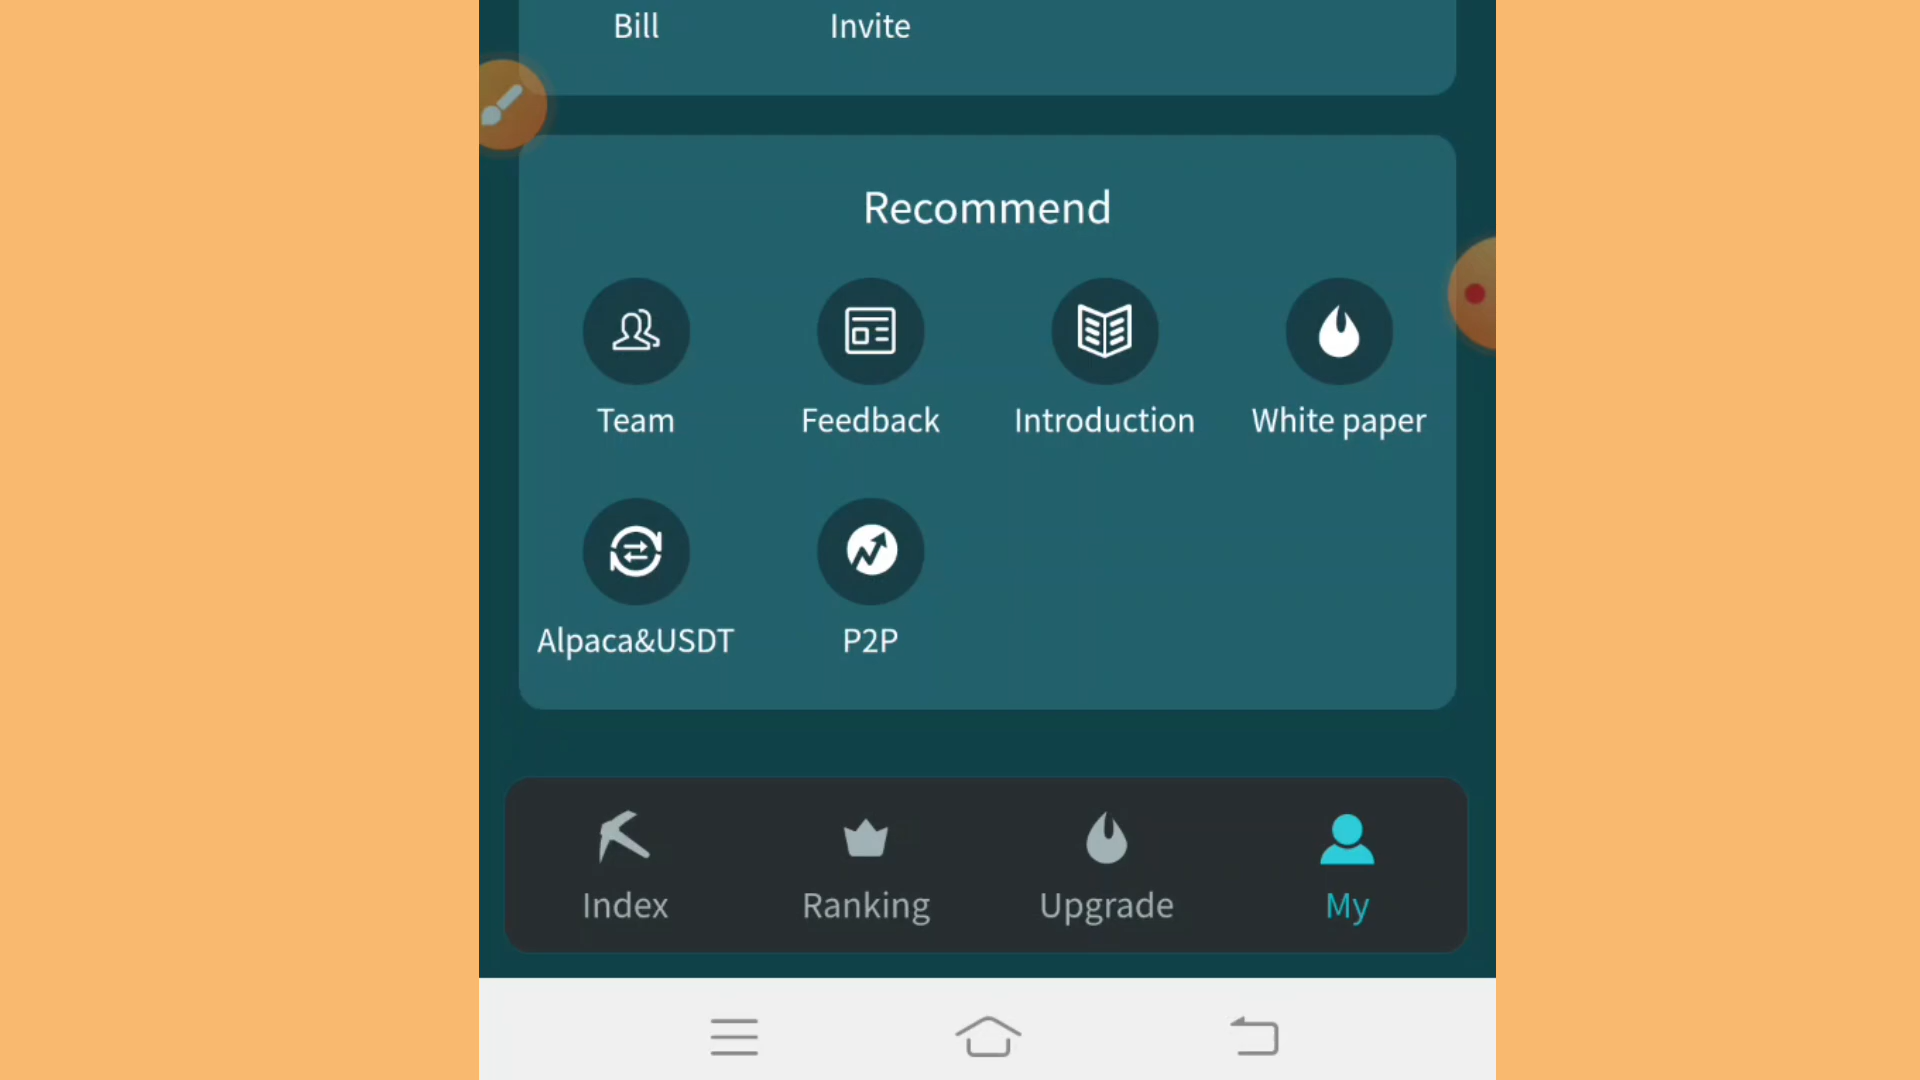 Bill
Invite
Recommend
Team
Feedback
Introduction
White paper
Alpaca&USDT
P2P
Index
Ranking
Upgrade
My